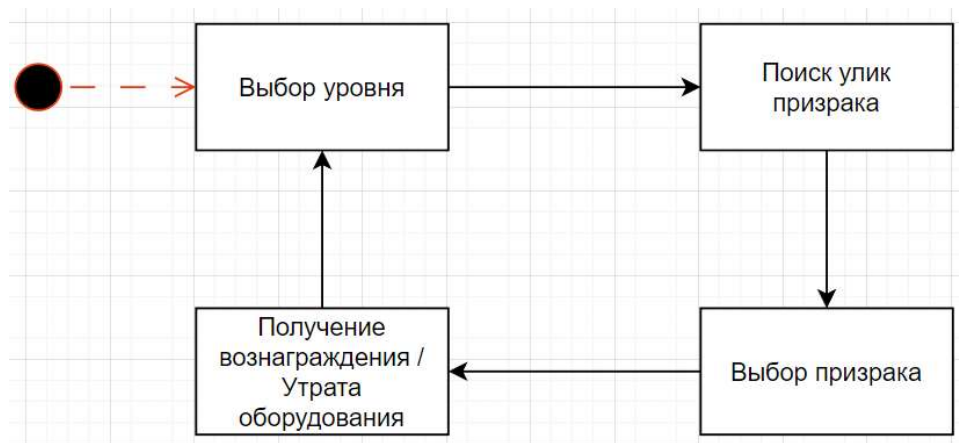 Выбор уровня
Поиск улик
призрака
Получение
вознаграждения /
Утрата
оборудования
Выбор призрака